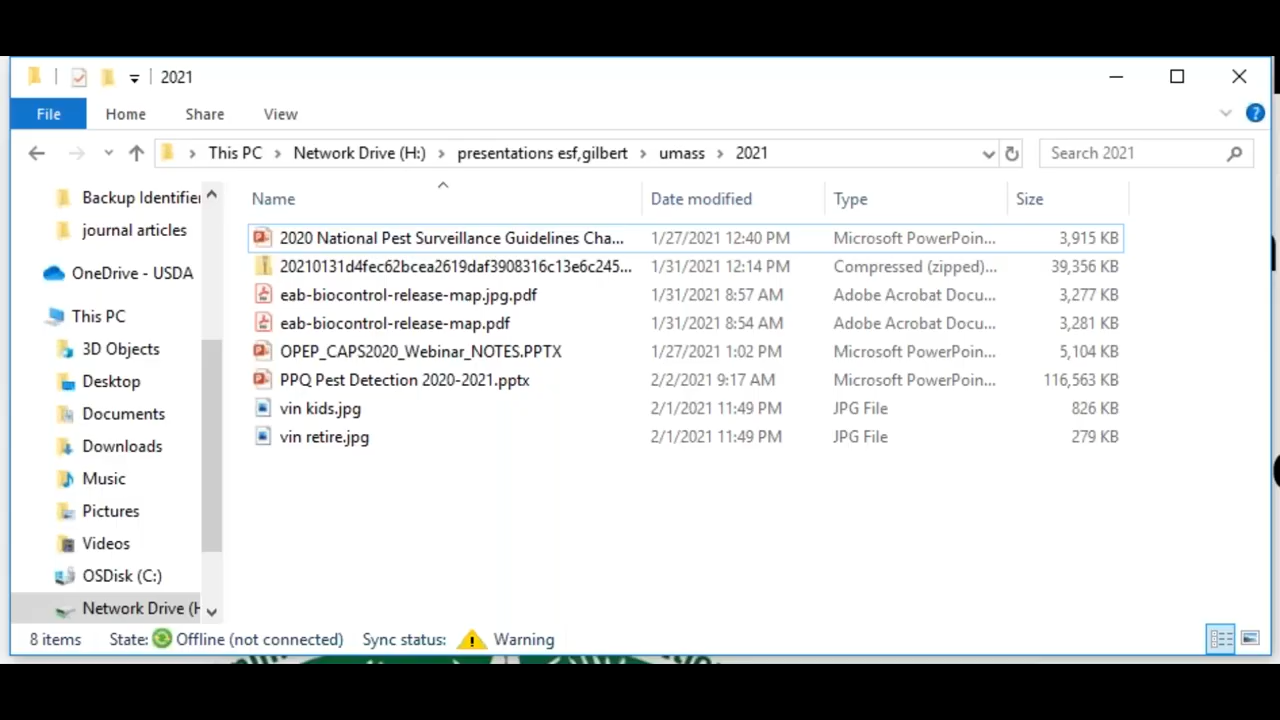 2021
File Home Share View
This PC Network Drive (H:) presentations esf,gilbert umass 2021 Search 2021
Name Date modified Type Size
Backup Identifier
journal articles
OneDrive - USDA
This PC
3D Objects
Desktop
Documents
Downloads
Music
Pictures
Videos
OSDisk (C:)
Network Drive (H
2020 National Pest Surveillance Guidelines Cha... 1/27/2021 12:40 PM Microsoft PowerPoin... 3,915 KB
20210131d4fec62bcea2619daf3908316c13e6c245... 1/31/2021 12:14 PM Compressed (zipped)... 39,356 KB
eab-biocontrol-release-map.jpg.pdf 1/31/2021 8:57 AM Adobe Acrobat Docu... 3,277 KB
eab-biocontrol-release-map.pdf 1/31/2021 8:54 AM Adobe Acrobat Docu... 3,281 KB
OPEP_CAPS2020_Webinar_NOTES.PPTX 1/27/2021 1:02 PM Microsoft PowerPoin... 5,104 KB
PPQ Pest Detection 2020-2021.pptx 2/2/2021 9:17 AM Microsoft PowerPoin... 116,563 KB
vin kids.jpg 2/1/2021 11:49 PM JPG File 826 KB
vin retire.jpg 2/1/2021 11:49 PM JPG File 279 KB
8 items State: Offline (not connected) Sync status: Warning